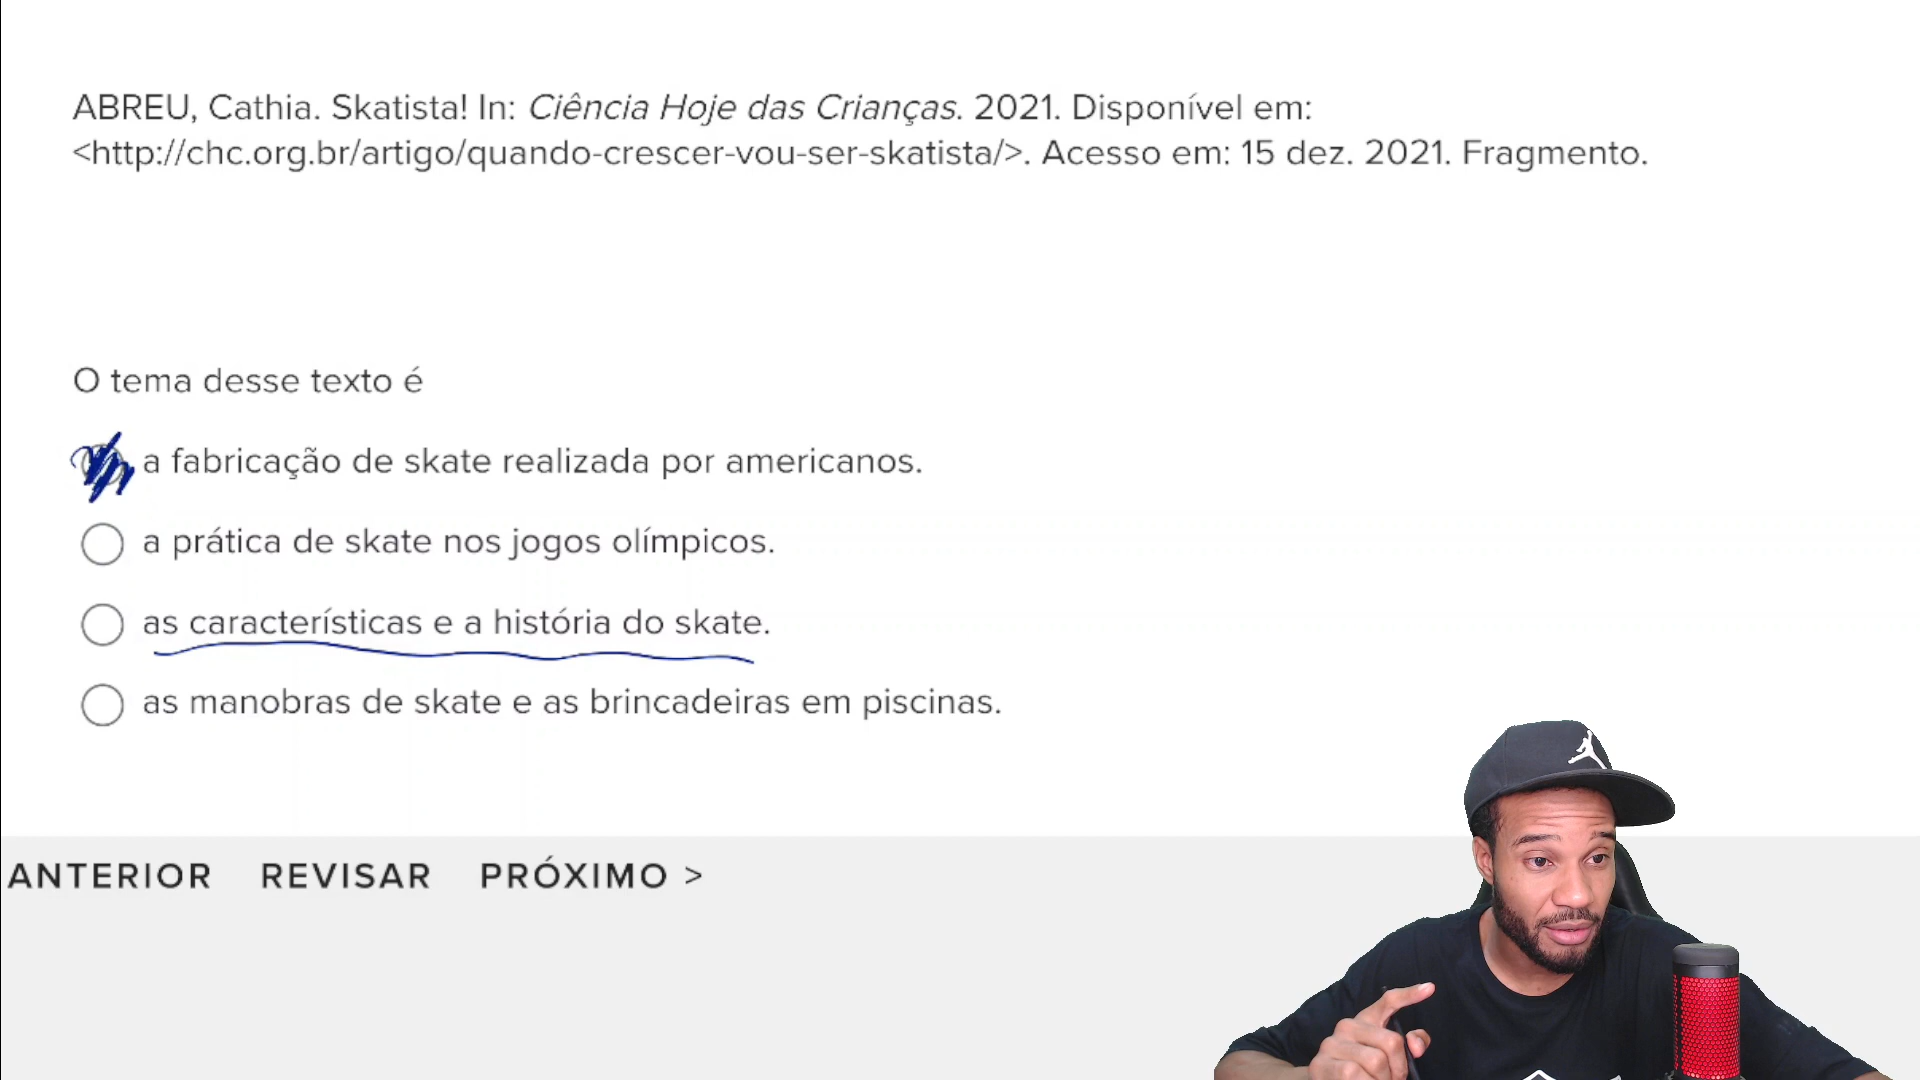 ABREU, Cathia. Skatista! In: Ciência Hoje das Crianças. 2021. Disponível em:
<http://chc.org.br/artigo/quando-crescer-vou-ser-skatista/>. Acesso em: 15 dez. 2021. Fragmento.
O tema desse texto é
a fabricação de skate realizada por americanos.
a prática de skate nos jogos olímpicos.
as características e a história do skate.
as manobras de skate e as brincadeiras em piscinas.
ANTERIOR REVISAR PRÓXIMO >